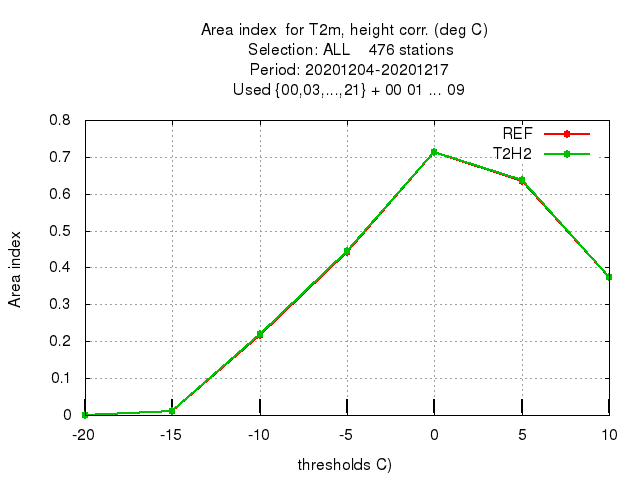 Area index  for T2m, height corr. (deg C)
Selection: ALL    476 stations
Period: 20201204-20201217
Used {00,03,...,21} + 00 01 ... 09
REF
T2H2
Area index
0.8
0.7
0.6
0.5
0.4
0.3
0.2
0.1
0
-20 -15 -10 -5 0 5 10
thresholds C)